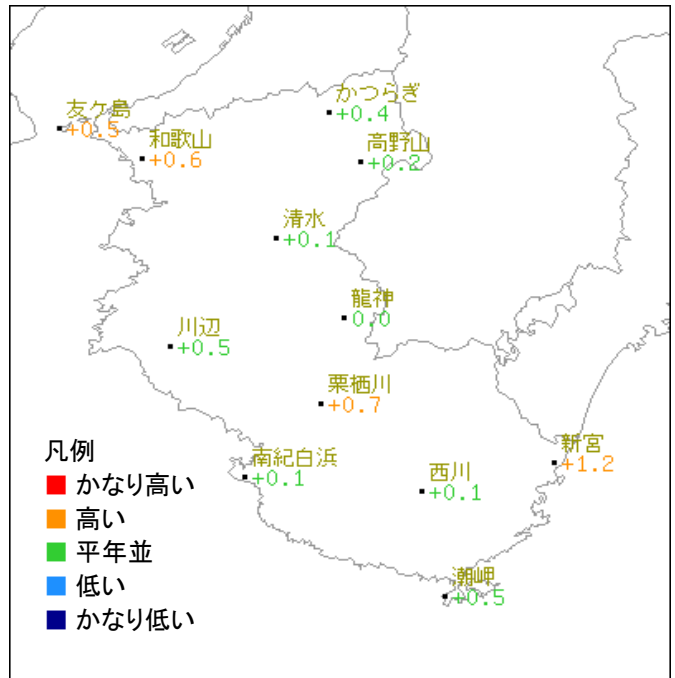 かつらぎ
+0.4
友ケ島
+0.5
和歌山
+0.6
高野山
+0.2
清水
+0.1
龍神
0.0
川辺
+0.5
栗栖川
+0.7
新宮
+1.2
南紀白浜
+0.1
西川
+0.1
潮岬
+0.5
凡例
かなり高い
高い
平年並
低い
かなり低い